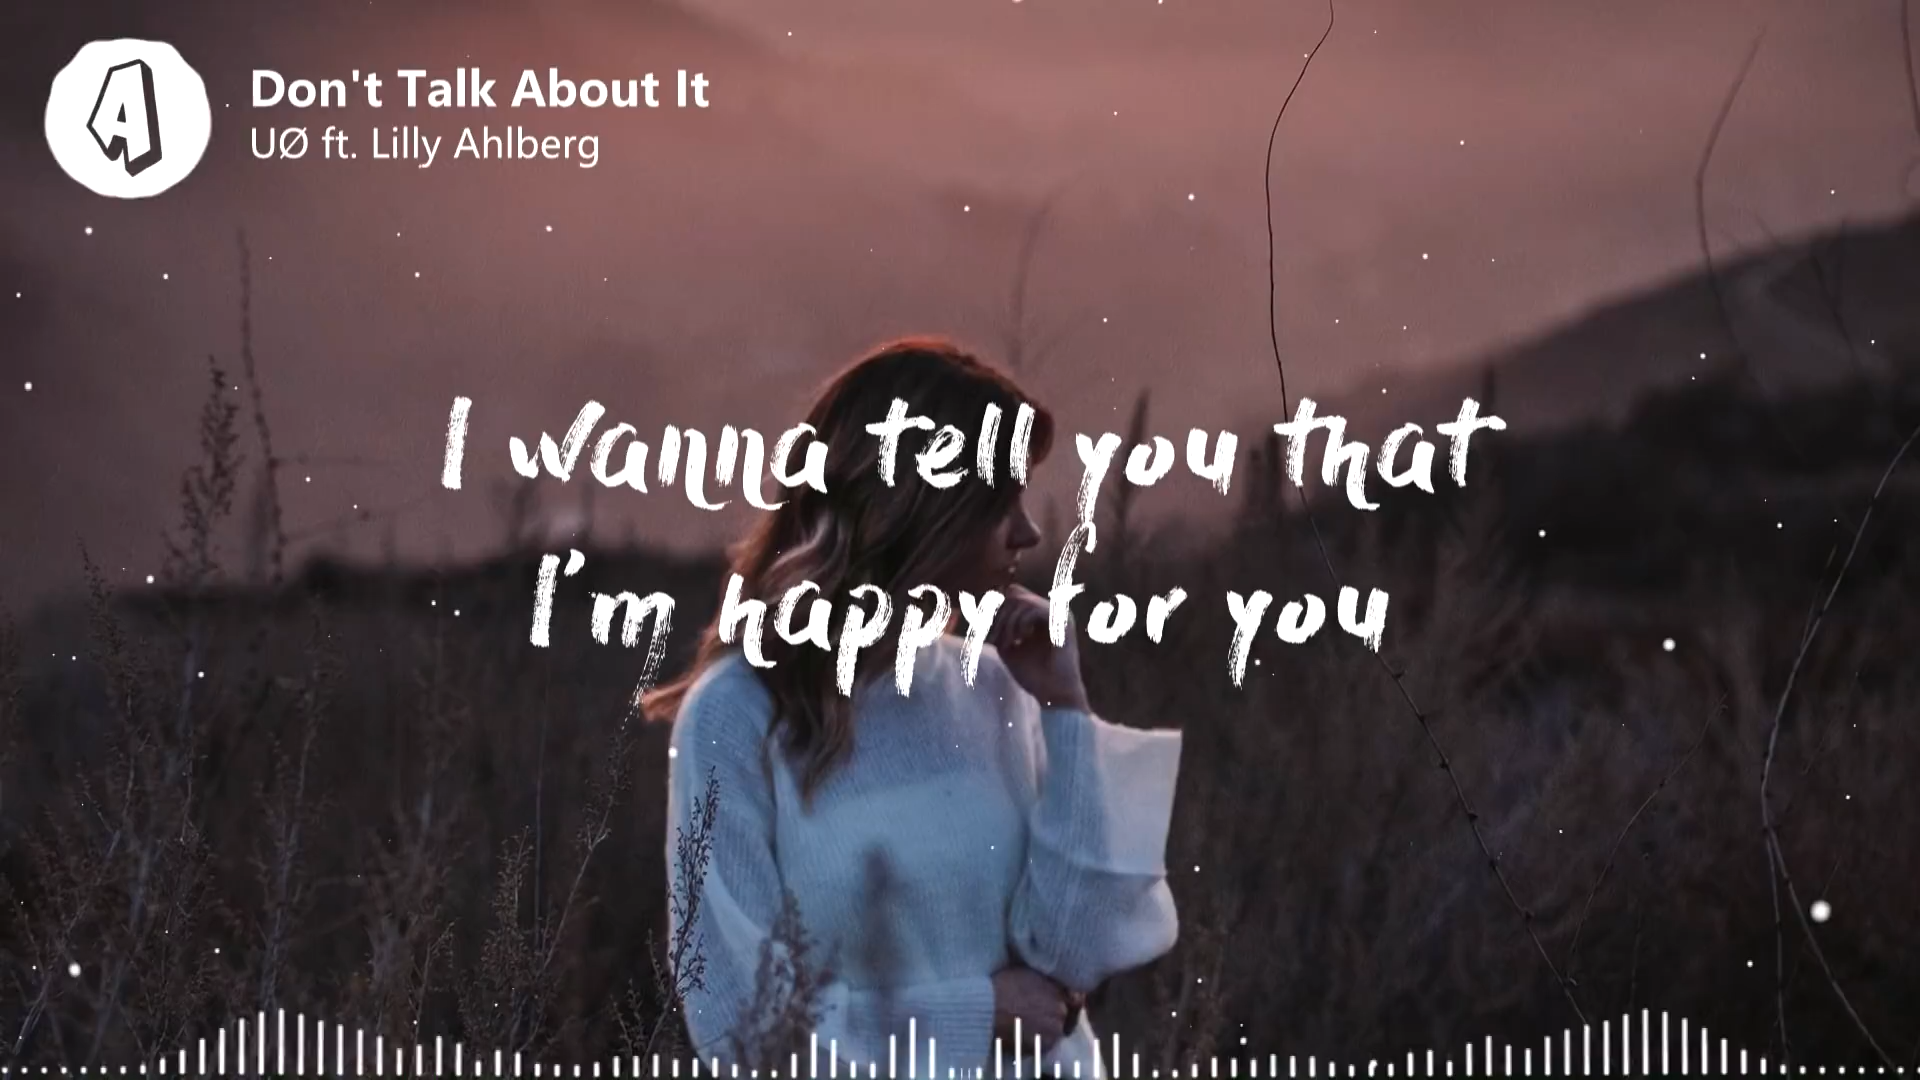 A
Don't Talk About It
UØ ft. Lilly Ahlberg
I wanna tell you that
I'm happy for you